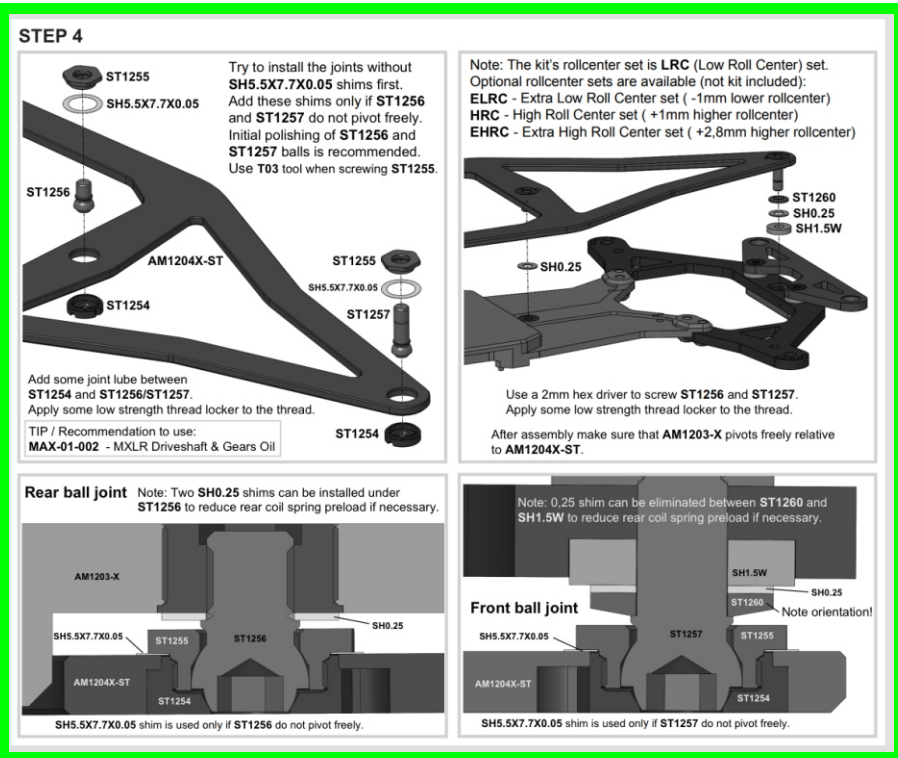 STEP 4
ST1255
SH5.5X7.7X0.05
Try to install the joints without
SH5.5X7.7X0.05 shims first.
Add these shims only if ST1256
and ST1257 do not pivot freely.
Initial polishing of ST1256 and
ST1257 balls is recommended.
Use T03 tool when screwing ST1255.
ST1256
AM1204X-ST
ST1254
ST1255
SH5.5X7.7X0.05
ST1257
ST1254
Add some joint lube between
ST1254 and ST1256/ST1257.
Apply some low strength thread locker to the thread.
TIP / Recommendation to use:
MAX-01-002 - MXLR Driveshaft & Gears Oil
Note: The kit's rollcenter set is LRC (Low Roll Center) set.
Optional rollcenter sets are available (not kit included):
ELRC - Extra Low Roll Center set ( -1mm lower rollcenter)
HRC - High Roll Center set ( +1mm higher rollcenter)
EHRC - Extra High Roll Center set ( +2,8mm higher rollcenter)
ST1260
SH0.25
SH1.5W
SH0.25
Use a 2mm hex driver to screw ST1256 and ST1257.
Apply some low strength thread locker to the thread.
After assembly make sure that AM1203-X pivots freely relative
to AM1204X-ST.
Rear ball joint Note: Two SH0.25 shims can be installed under
ST1256 to reduce rear coil spring preload if necessary.
AM1203-X
SH0.25
SH5.5X7.7X0.05
ST1255
ST1256
AM1204X-ST
ST1254
SH5.5X7.7X0.05 shim is used only if ST1256 do not pivot freely.
Note: 0,25 shim can be eliminated between ST1260 and
SH1.5W to reduce rear coil spring preload if necessary.
SH1.5W
SH0.25
ST1260
Note orientation!
Front ball joint
SH5.5X7.7X0.05
ST1257
ST1255
AM1204X-ST
ST1254
SH5.5X7.7X0.05 shim is used only if ST1257 do not pivot freely.